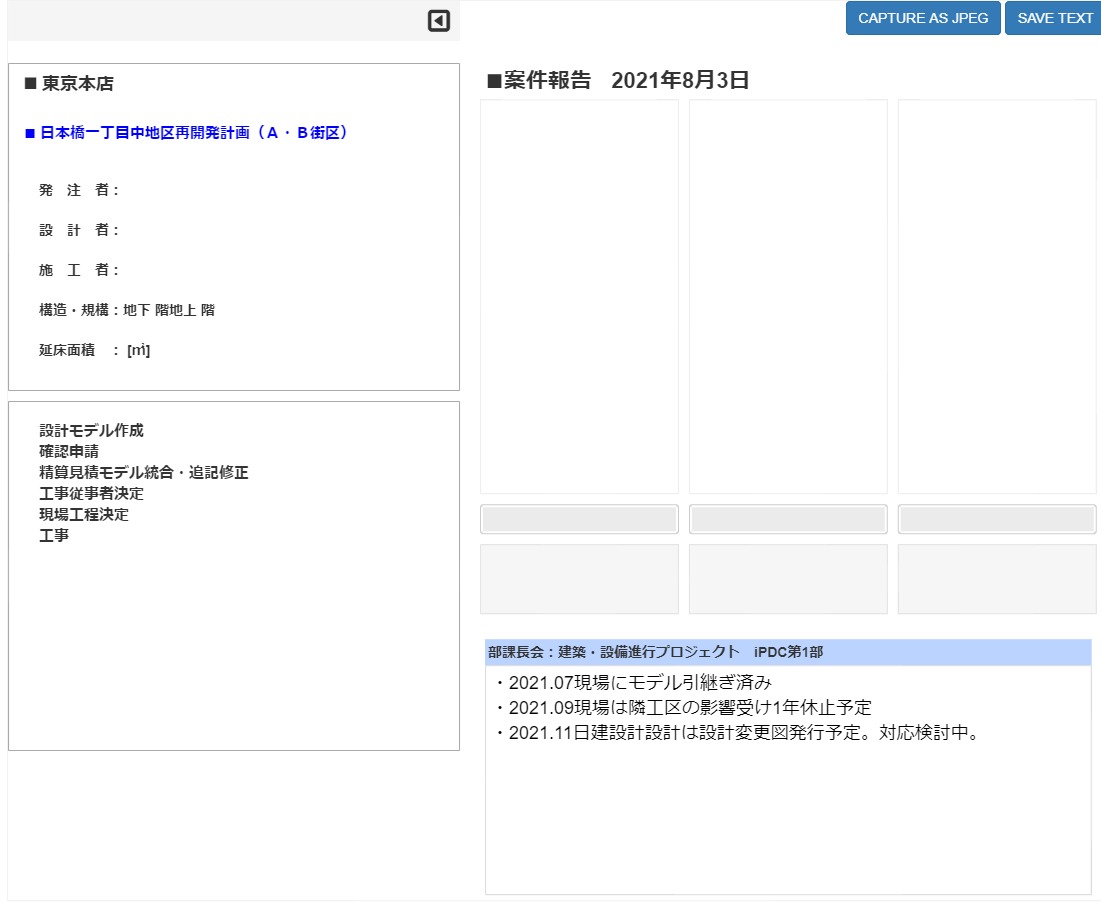 CAPTURE AS JPEG
SAVE TEXT
■ 東京本店
■ 日本橋一丁目中地区再開発計画（Ａ・Ｂ街区）
発　注　者：
設　計　者：
施　工　者：
構造・規構：地下 階地上 階
延床面積　： [㎡]
設計モデル作成
確認申請
精算見積モデル統合・追記修正
工事従事者決定
現場工程決定
工事
■案件報告　2021年8月3日
部課長会：建築・設備進行プロジェクト　iPDC第1部
・2021.07現場にモデル引継ぎ済み
・2021.09現場は隣工区の影響受け1年休止予定
・2021.11日建設計設計は設計変更図発行予定。対応検討中。